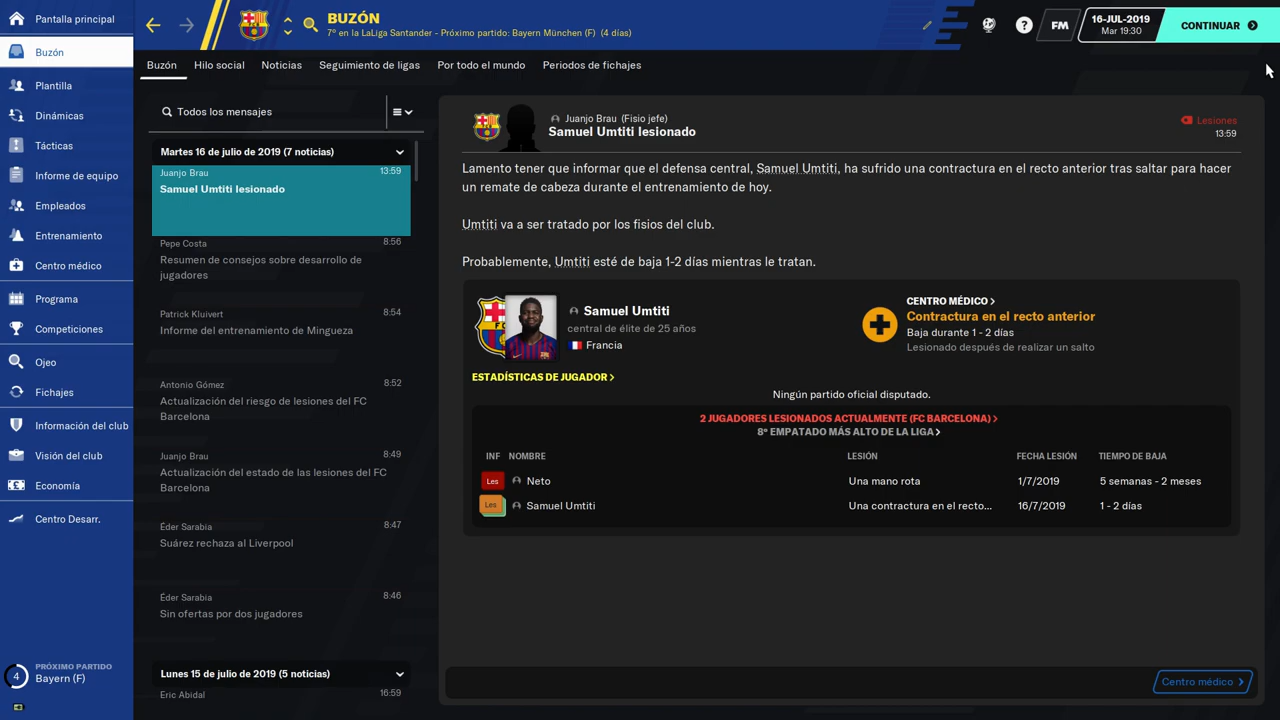 Pantalla principal
Buzón
Plantilla
Dinámicas
Tácticas
Informe de equipo
Empleados
Entrenamiento
Centro médico
Programa
Competiciones
Ojeo
Fichajes
Información del club
Visión del club
Economía
Centro Desarr.
4
PRÓXIMO PARTIDO
Bayern (F)
BUZÓN
7º en la LaLiga Santander - Próximo partido: Bayern München (F) (4 días)
?
FM
16-JUL-2019
Mar 19:30
CONTINUAR
Buzón Hilo social Noticias Seguimiento de ligas Por todo el mundo Periodos de fichajes
Todos los mensajes
Martes 16 de julio de 2019 (7 noticias)
Juanjo Brau 13:59
Samuel Umtiti lesionado
Pepe Costa 8:56
Resumen de consejos sobre desarrollo de
jugadores
Patrick Kluivert 8:54
Informe del entrenamiento de Mingueza
Antonio Gómez 8:52
Actualización del riesgo de lesiones del FC
Barcelona
Juanjo Brau 8:49
Actualización del estado de las lesiones del FC
Barcelona
Éder Sarabia 8:47
Suárez rechaza al Liverpool
Éder Sarabia 8:46
Sin ofertas por dos jugadores
Lunes 15 de julio de 2019 (5 noticias)
Eric Abidal 16:59
Juanjo Brau (Fisio jefe)
Samuel Umtiti lesionado
Lesiones
13:59
Lamento tener que informar que el defensa central, Samuel Umtiti, ha sufrido una contractura en el recto anterior tras saltar para hacer
un remate de cabeza durante el entrenamiento de hoy.
Umtiti va a ser tratado por los fisios del club.
Probablemente, Umtiti esté de baja 1-2 días mientras le tratan.
Samuel Umtiti
central de élite de 25 años
Francia
CENTRO MÉDICO
Contractura en el recto anterior
Baja durante 1 - 2 días
Lesionado después de realizar un salto
ESTADÍSTICAS DE JUGADOR
Ningún partido oficial disputado.
2 JUGADORES LESIONADOS ACTUALMENTE (FC BARCELONA)
8º EMPATADO MÁS ALTO DE LA LIGA
INF NOMBRE LESIÓN FECHA LESIÓN TIEMPO DE BAJA
Les Neto Una mano rota 1/7/2019 5 semanas - 2 meses
Les Samuel Umtiti Una contractura en el recto... 16/7/2019 1 - 2 días
Centro médico